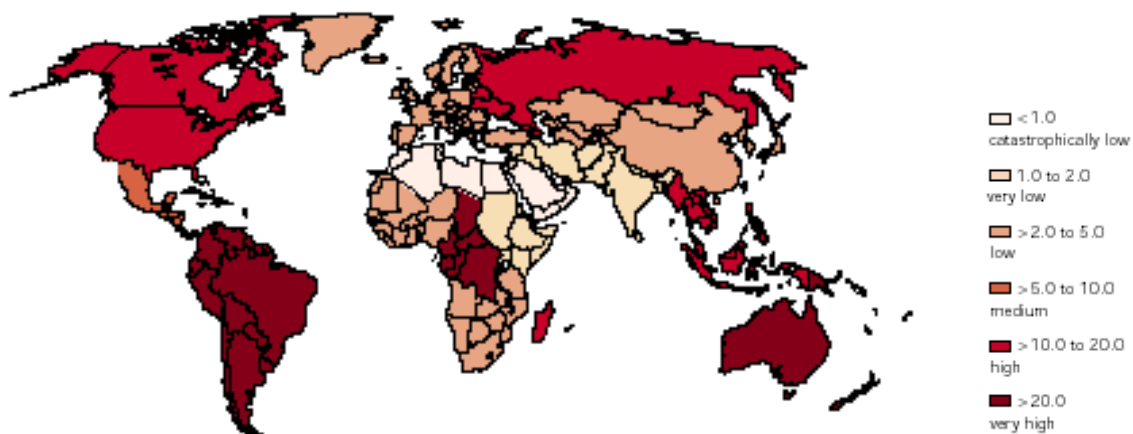 <1.0
catastrophically low
1.0 to 2.0
very low
>2.0 to 5.0
low
>5.0 to 10.0
medium
>10.0 to 20.0
high
>20.0
very high